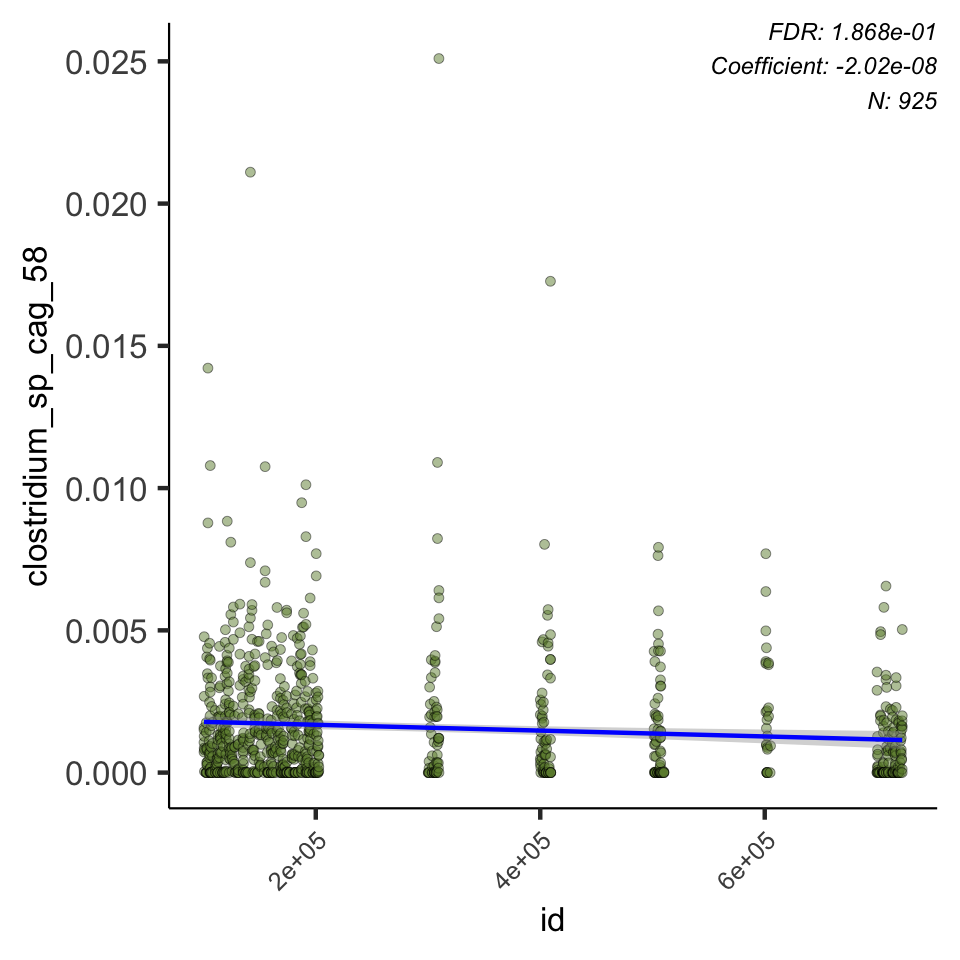 FDR: 1.868e-01
Coefficient: -2.02e-08
N: 925
clostridium_sp_cag_58
0.025
0.020
0.015
0.010
0.005
0.000
2e+05
4e+05
6e+05
id